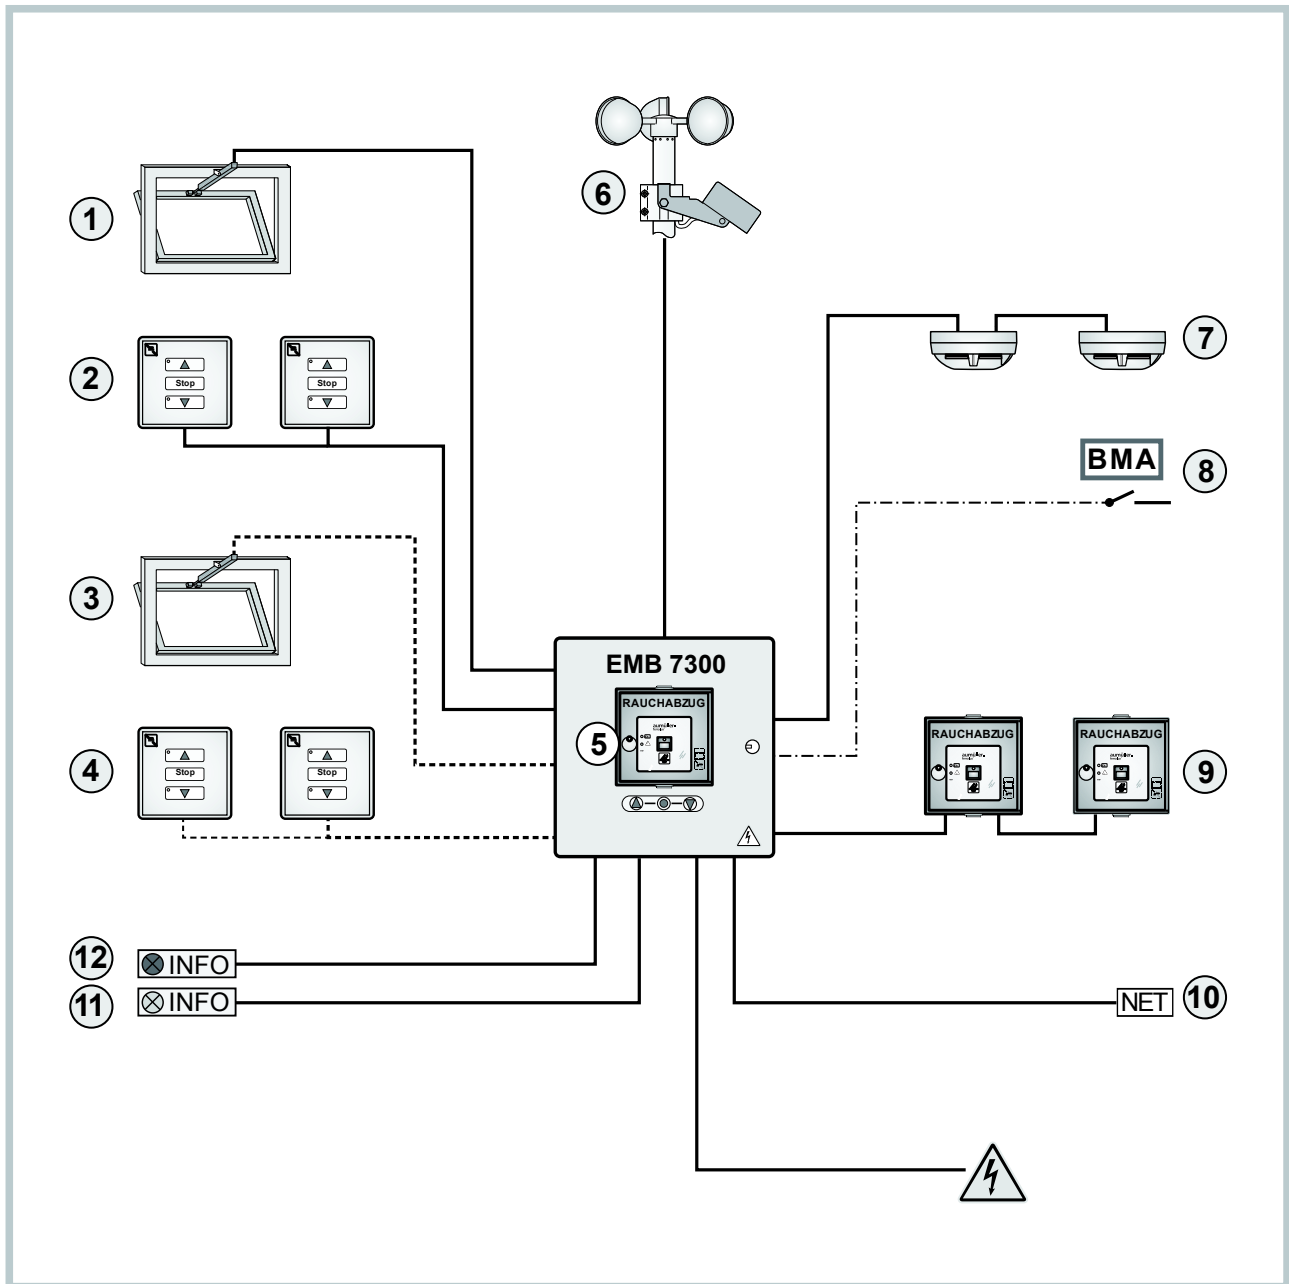 6
1
7
2
Stop
Stop
BMA
8
3
EMB 7300
RAUCHABZUG
5
RAUCHABZUG
RAUCHABZUG
4
Stop
Stop
9
12
INFO
11
INFO
NET
10